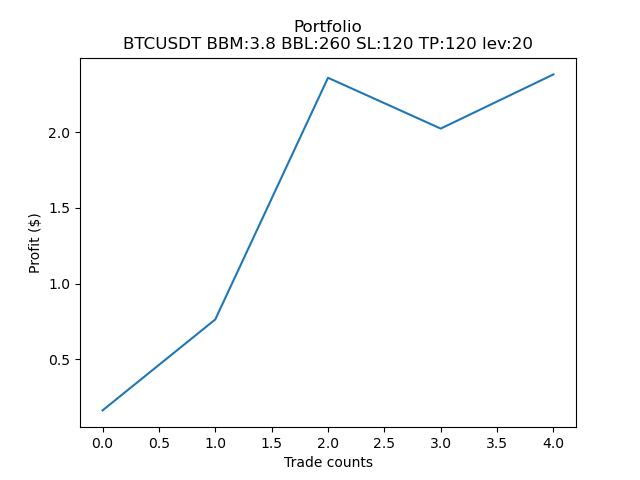 Portfolio
BTCUSDT BBM:3.8 BBL:260 SL:120 TP:120 lev:20
Profit ($)
2.0
1.5
1.0
0.5
0.0 0.5 1.0 1.5 2.0 2.5 3.0 3.5 4.0
Trade counts